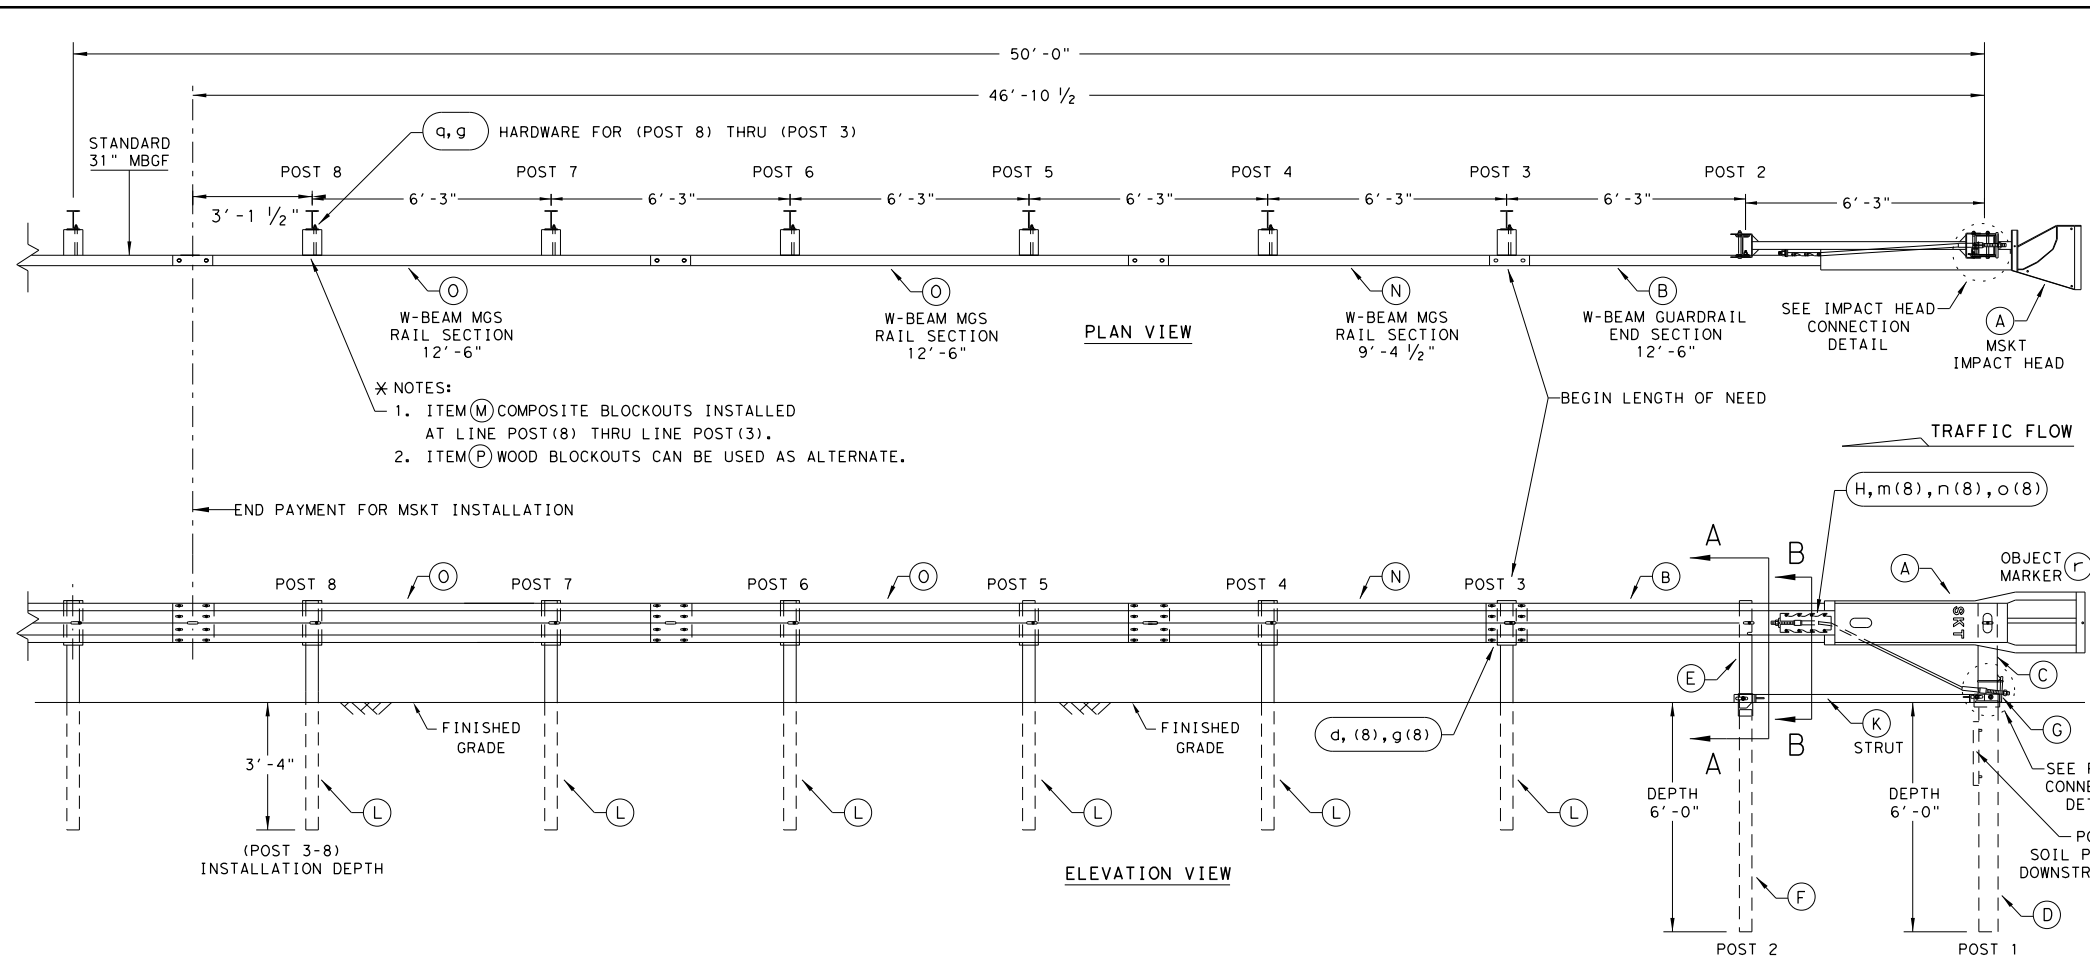 50'-0"
46'-10 ½
STANDARD
31" MBGF
q,g
HARDWARE FOR (POST 8) THRU (POST 3)
POST 8
POST 7
POST 6
POST 5
POST 4
POST 3
POST 2
3'-1 ½"
6'-3"
6'-3"
6'-3"
6'-3"
6'-3"
6'-3"
6'-3"
O
W-BEAM MGS
RAIL SECTION
12'-6"
O
W-BEAM MGS
RAIL SECTION
12'-6"
PLAN VIEW
N
W-BEAM MGS
RAIL SECTION
9'-4 ½"
B
W-BEAM GUARDRAIL
END SECTION
12'-6"
SEE IMPACT HEAD
CONNECTION
DETAIL
A
MSKT
IMPACT HEAD
* NOTES:
1. ITEM M COMPOSITE BLOCKOUTS INSTALLED
AT LINE POST(8) THRU LINE POST(3).
2. ITEM P WOOD BLOCKOUTS CAN BE USED AS ALTERNATE.
BEGIN LENGTH OF NEED
TRAFFIC FLOW
END PAYMENT FOR MSKT INSTALLATION
H,m(8),n(8),o(8)
POST 8
O
POST 7
POST 6
O
POST 5
POST 4
N
POST 3
B
A
B
A
OBJECT
MARKER
r
SKT
E
C
FINISHED
GRADE
FINISHED
GRADE
d,(8),g(8)
A
B
K
STRUT
G
3'-4"
L
L
L
L
L
L
DEPTH
6'-0"
DEPTH
6'-0"
SEE
CONNE
DET
SOIL P
DOWNSTR
(POST 3-8)
INSTALLATION DEPTH
ELEVATION VIEW
F
D
POST 2
POST 1